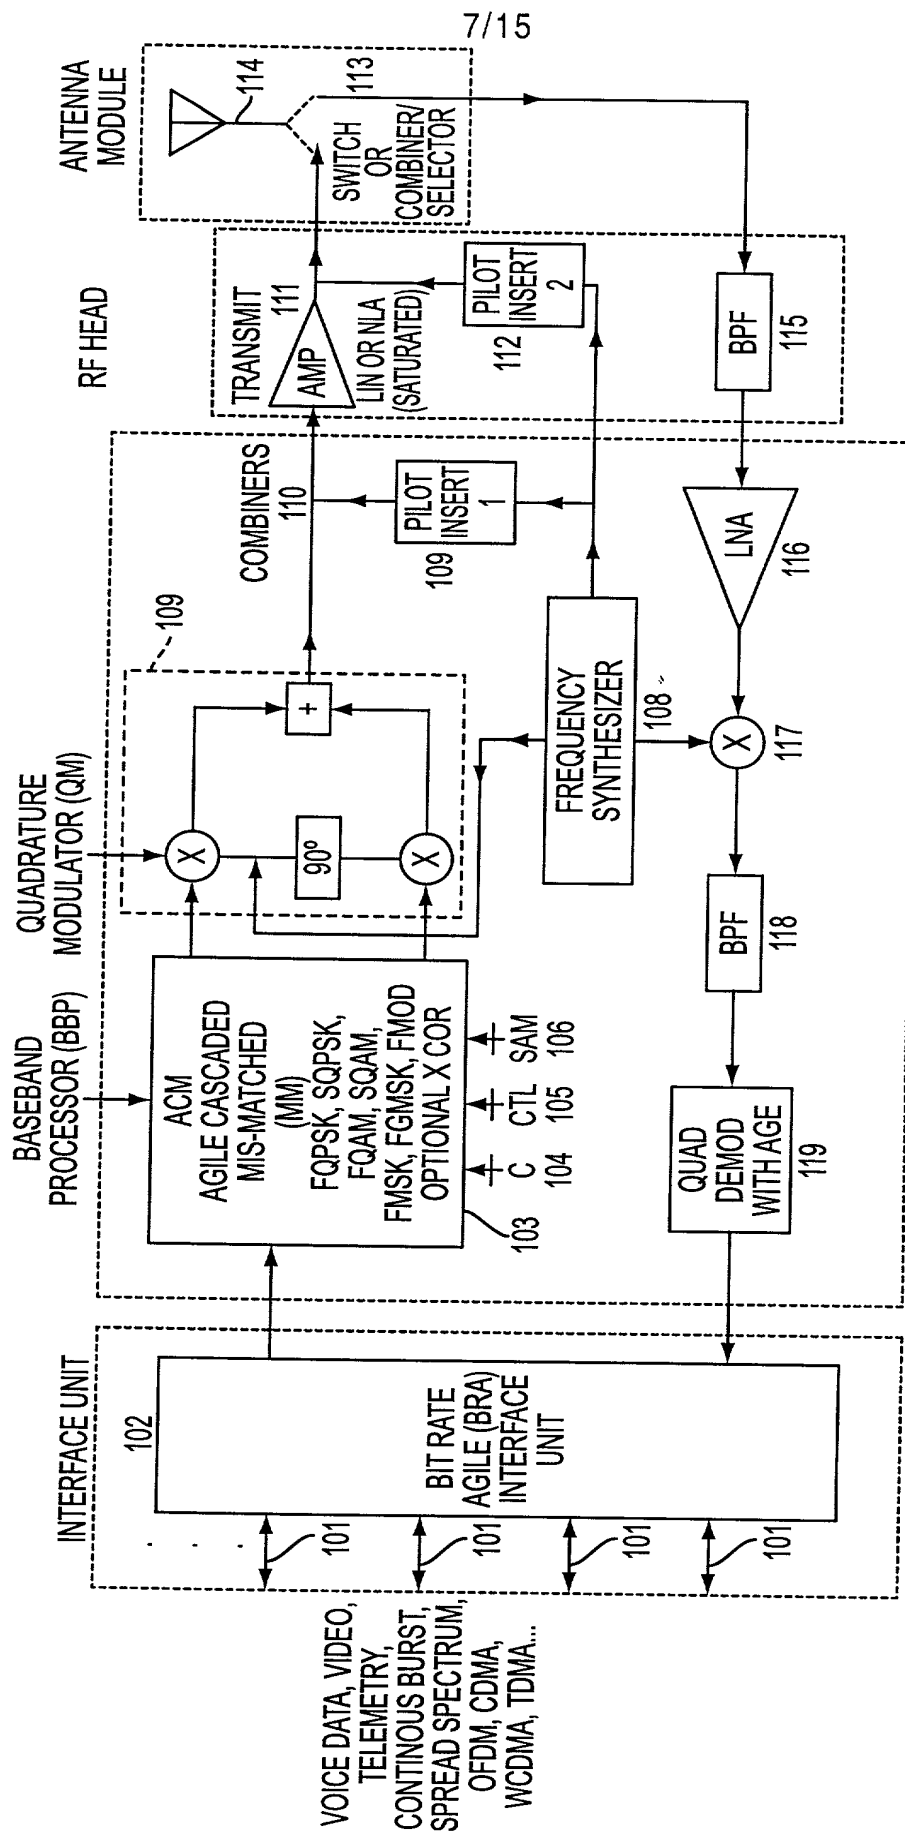 7/15
VOICE DATA, VIDEO,
TELEMETRY,
CONTINOUS BURST,
SPREAD SPECTRUM,
OFDM, CDMA,
WCDMA, TDMA...
INTERFACE UNIT
102
101
101
101
101
BIT RATE
AGILE (BRA)
INTERFACE
UNIT
BASEBAND
PROCESSOR (BBP)
ACM
AGILE CASCADED
MIS-MATCHED
(MM)
FQPSK, SQPSK,
FQAM, SQAM,
FMSK, FGMSK, FMOD
OPTIONAL X COR
103
C
104
CTL
105
SAM
106
QUADRATURE
MODULATOR (QM)
X
90º
X
+
109
FREQUENCY
SYNTHESIZER
108
COMBINERS
110
PILOT
INSERT
1
109
RF HEAD
TRANSMIT
111
AMP
LIN OR NLA
(SATURATED)
PILOT
INSERT
2
112
ANTENNA
MODULE
114
113
SWITCH
OR
COMBINER/
SELECTOR
BPF
115
LNA
116
X
117
BPF
118
QUAD
DEMOD
WITH AGE
119